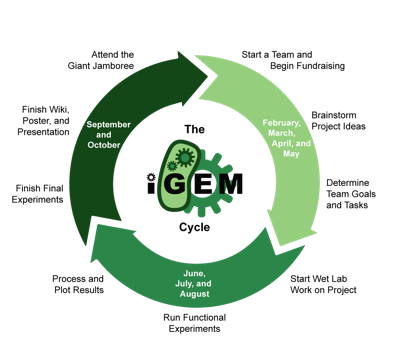 Attend the
Giant Jamboree
Start a Team and
Begin Fundraising
Finish Wiki,
Poster, and
Presentation
September
and
October
The
iGEM
Cycle
February,
March,
April, and
May
Brainstorm
Project Ideas
Finish Final
Experiments
Determine
Team Goals
and Tasks
Process and
Plot Results
June,
July, and
August
Start Wet Lab
Work on Project
Run Functional
Experiments